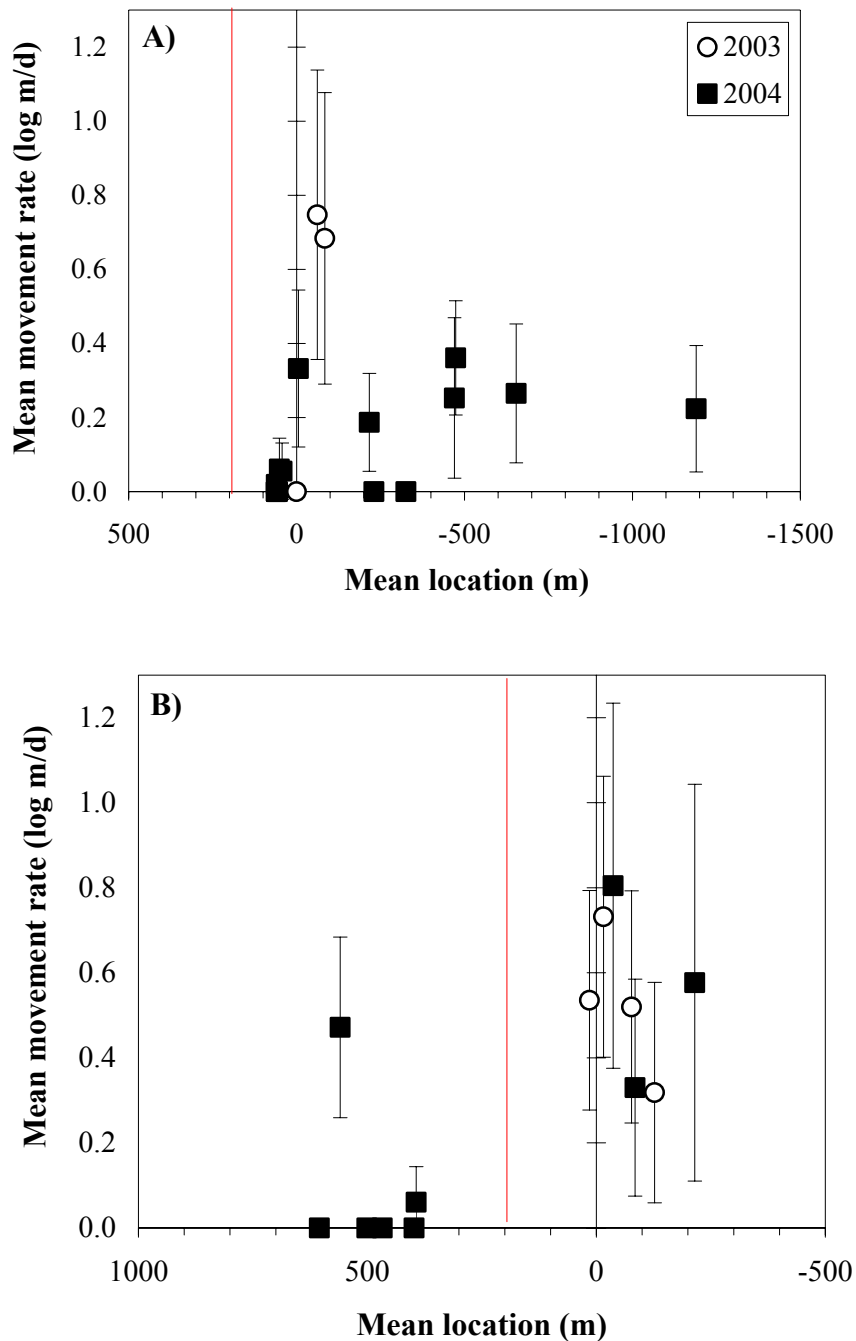 A)
2003
2004
Mean movement rate (log m/d)
1.2
1.0
0.8
0.6
0.4
0.2
0.0
500 0 -500 -1000 -1500
Mean location (m)
B)
Mean movement rate (log m/d)
1.2
1.0
0.8
0.6
0.4
0.2
0.0
1000 500 0 -500
Mean location (m)